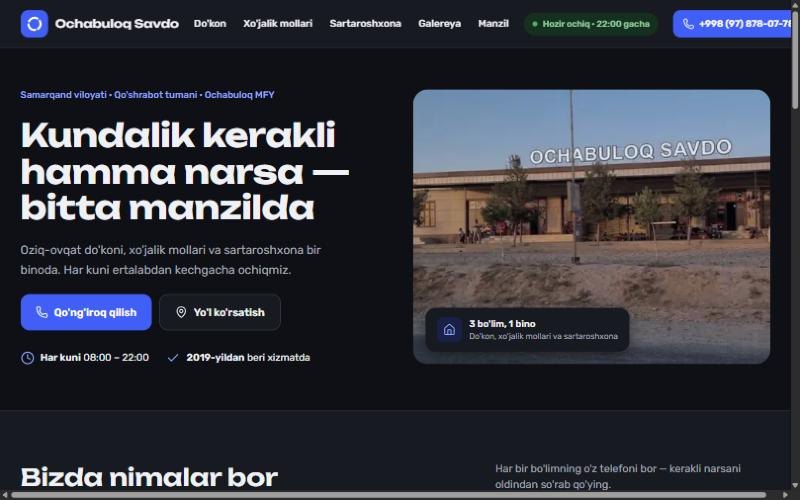 Ochabuloq Savdo
Do'kon
Xo'jalik mollari
Sartaroshxona
Galereya
Manzil
Hozir ochiq · 22:00 gacha
+998 (97) 878-07-78
Samarqand viloyati · Qo'shrabot tumani · Ochabuloq MFY
Kundalik kerakli
hamma narsa —
bitta manzilda
Oziq-ovqat do'koni, xo'jalik mollari va sartaroshxona bir
binoda. Har kuni ertalabdan kechgacha ochiqmiz.
Qo'ng'iroq qilish
Yo'l ko'rsatish
Har kuni 08:00 – 22:00
2019-yildan beri xizmatda
OCHABULOQ SAVDO
3 bo'lim, 1 bino
Do'kon, xo'jalik mollari va sartaroshxona
Bizda nimalar bor
Har bir bo'limning o'z telefoni bor — kerakli narsani
oldindan so'rab qo'ying.